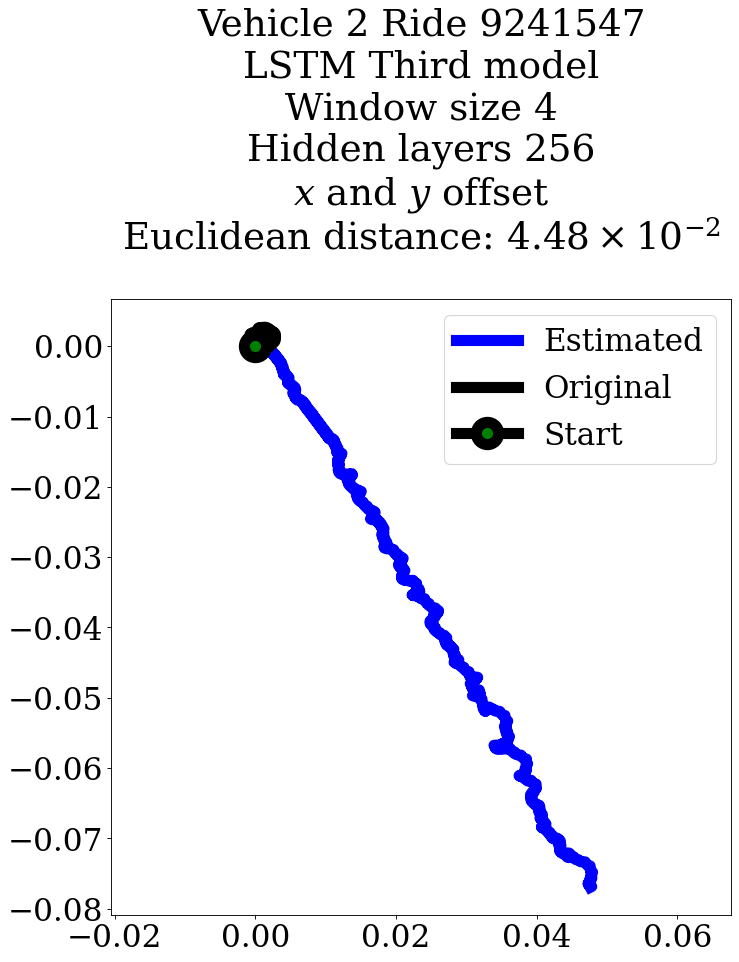 Vehicle 2 Ride 9241547
LSTM Third model
Window size 4
Hidden layers 256
x and y offset
Euclidean distance: 4.48 × 10⁻²
Estimated
Original
Start
0.00
−0.01
−0.02
−0.03
−0.04
−0.05
−0.06
−0.07
−0.08
−0.02 0.00 0.02 0.04 0.06